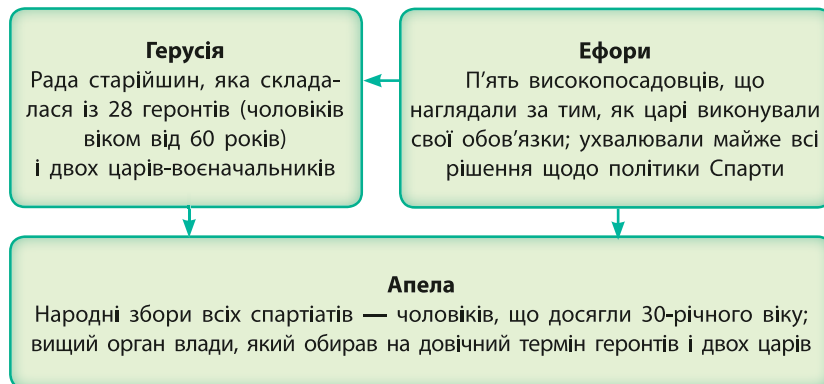 Герусія
Рада старійшин, яка склада-
лася із 28 геронтів (чоловіків
віком від 60 років)
і двох царів-воєначальників
Ефори
П’ять високопосадовців, що
наглядали за тим, як царі виконували
свої обов’язки; ухвалювали майже всі
рішення щодо політики Спарти
Апела
Народні збори всіх спартіатів — чоловіків, що досягли 30-річного віку;
вищий орган влади, який обирав на довічний термін геронтів і двох царів